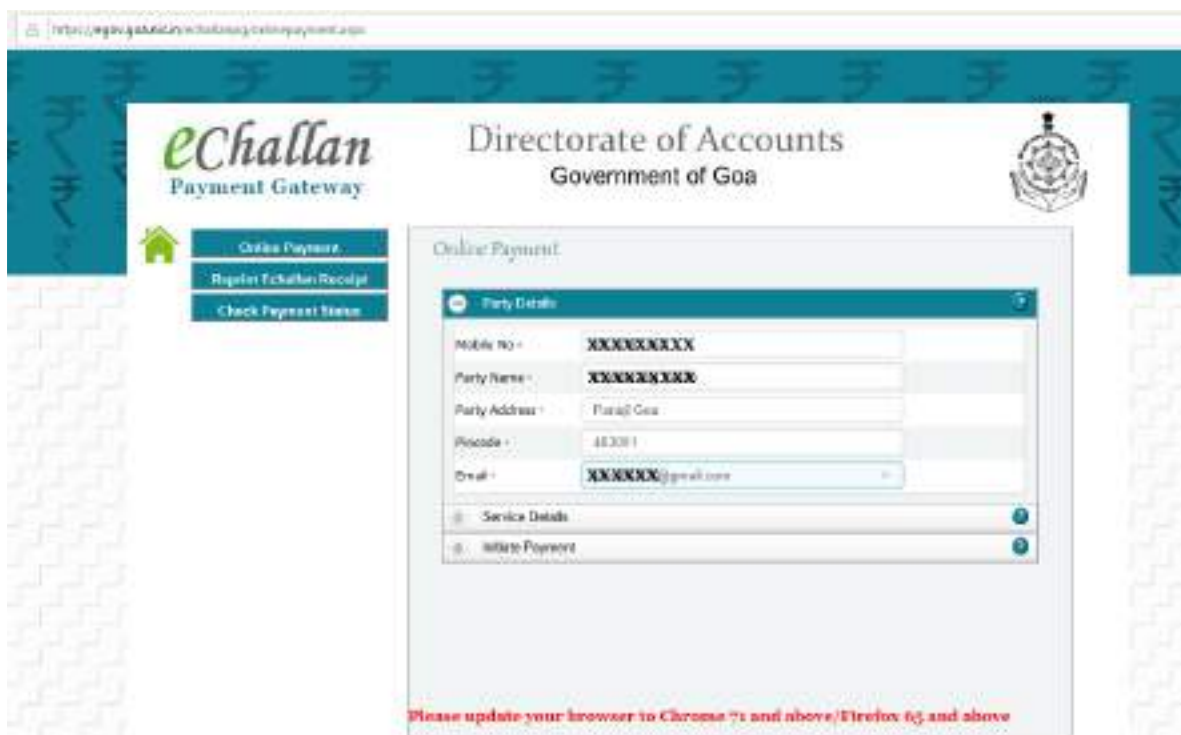 eChallan
Payment Gateway
Directorate of Accounts
Government of Goa
Online Payment
Reprint Echallan Receipt
Check Payment Status
Online Payment
Party Details
Mobile No * XXXXXXXXX
Party Name * XXXXXXXXX
Party Address * Panaji Goa
Pincode *
Email * XXXXXX@gmail.com
Service Details
Initiate Payment
Please update your browser to Chrome 71 and above/Firefox 65 and above